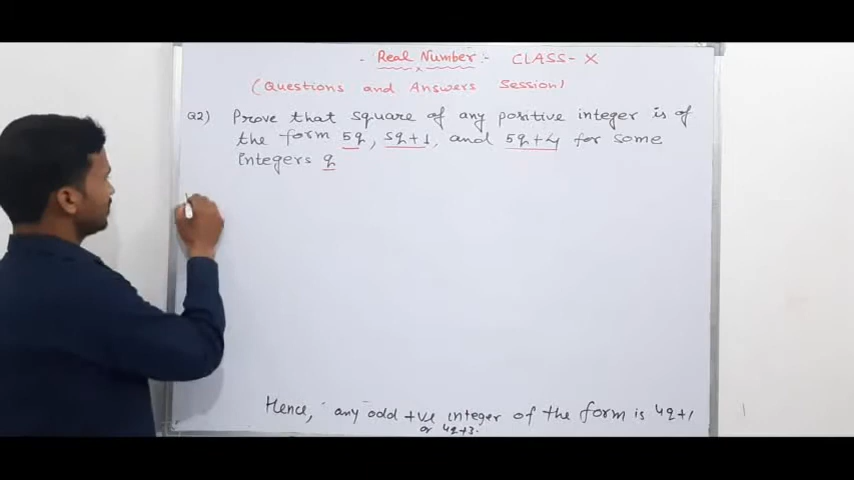 Real Number :- CLASS - X
(Questions and Answers Session)
Q2) Prove that square of any positive integer is of
the form 5q, 5q+1, and 5q+4 for some
integers q
Hence, any odd +ve integer of the form is 4q+1
or 4q+3.